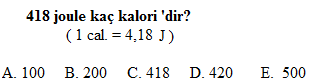 418 joule kaç kalori 'dir?
( 1 cal. = 4,18 J )
A. 100 B. 200 C. 418 D. 420 E. 500